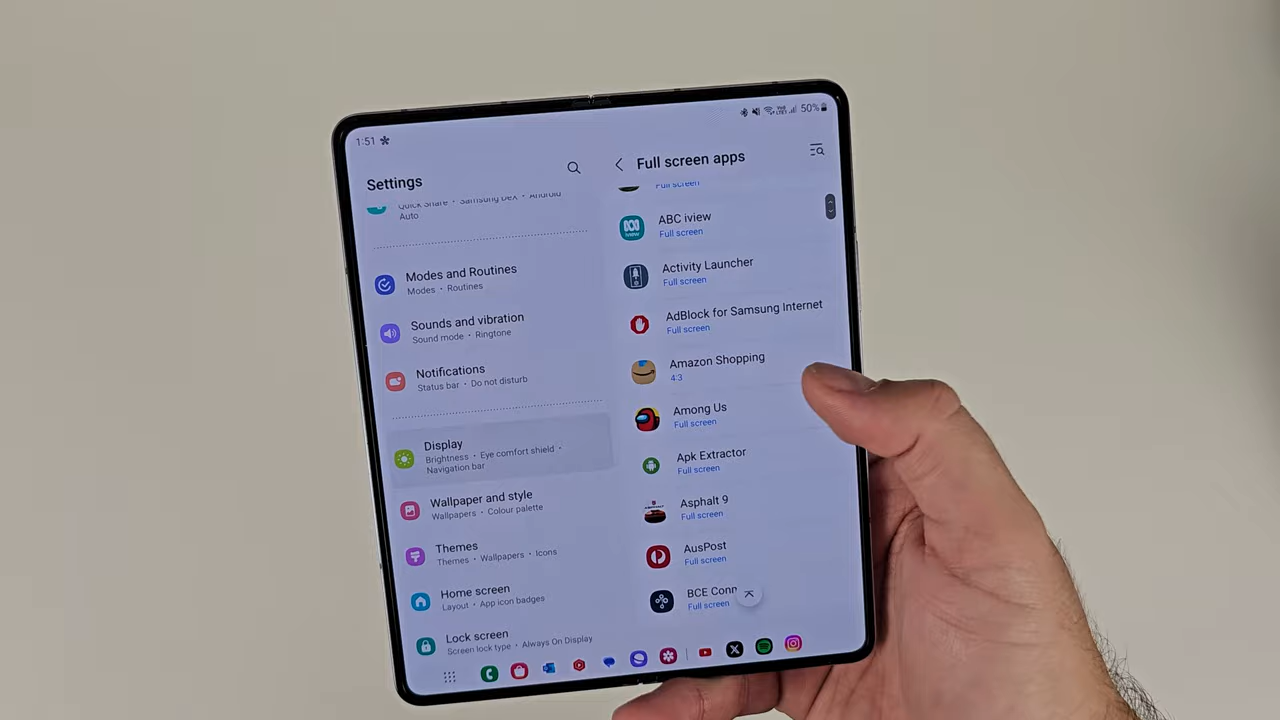 1:51
50%
Settings
Quick Share • Samsung DeX • Android
Auto
Modes and Routines
Modes • Routines
Sounds and vibration
Sound mode • Ringtone
Notifications
Status bar • Do not disturb
Display
Brightness • Eye comfort shield •
Navigation bar
Wallpaper and style
Wallpapers • Colour palette
Themes
Themes • Wallpapers • Icons
Home screen
Layout • App icon badges
Lock screen
Screen lock type • Always On Display
Full screen apps
Full screen
ABC iview
Full screen
Activity Launcher
Full screen
AdBlock for Samsung Internet
Full screen
Amazon Shopping
4:3
Among Us
Full screen
Apk Extractor
Full screen
Asphalt 9
Full screen
AusPost
Full screen
BCE Conn
Full screen